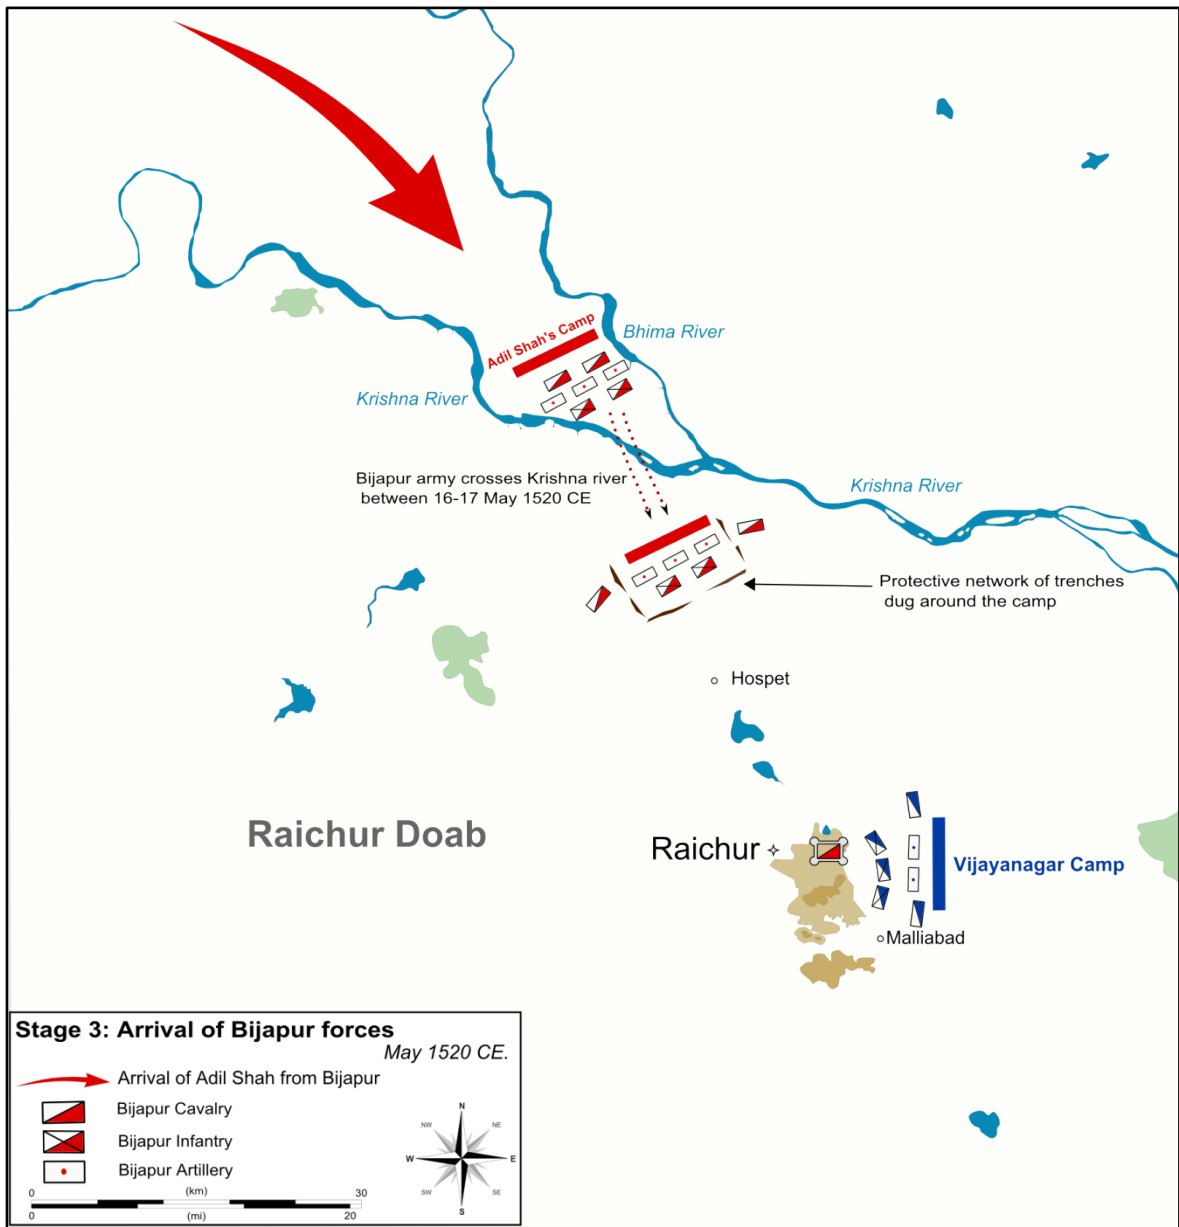 Adil Shah's Camp
Bhima River
Krishna River
Bijapur army crosses Krishna river
between 16-17 May 1520 CE
Krishna River
Protective network of trenches
dug around the camp
Hospet
Raichur Doab
Raichur
Vijayanagar Camp
Malliabad
Stage 3: Arrival of Bijapur forces
May 1520 CE.
Arrival of Adil Shah from Bijapur
Bijapur Cavalry
Bijapur Infantry
Bijapur Artillery
N
NW
NE
W
E
SW
SE
S
0
(km)
30
0
(mi)
20